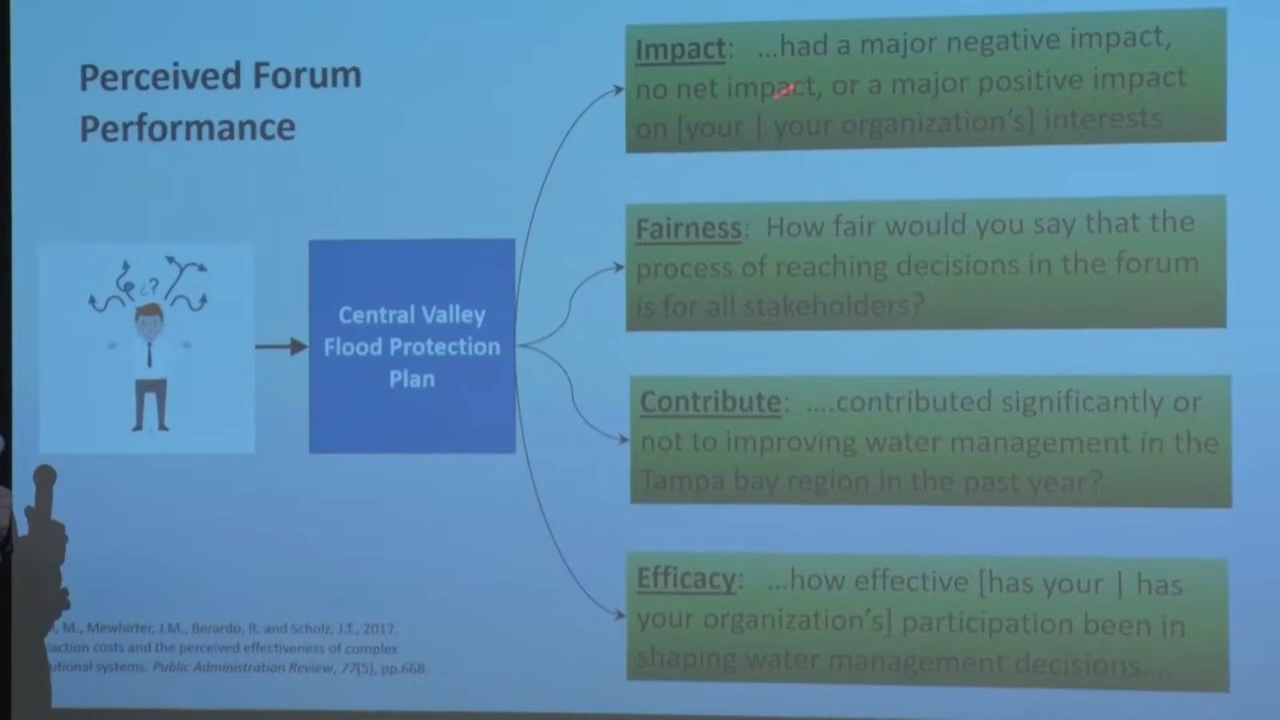 Perceived Forum
Performance
¿?
Central Valley
Flood Protection
Plan
Impact: ...had a major negative impact,
no net impact, or a major positive impact
on [your | your organization's] interests
Fairness: How fair would you say that the
process of reaching decisions in the forum
is for all stakeholders?
Contribute: ....contributed significantly or
not to improving water management in the
Tampa bay region in the past year?
Efficacy: ...how effective [has your | has
your organization's] participation been in
shaping water management decisions....
M., Mewhirter, J.M., Berardo, R. and Scholz, J.T., 2017.
action costs and the perceived effectiveness of complex
utional systems. Public Administration Review, 77(5), pp.668.